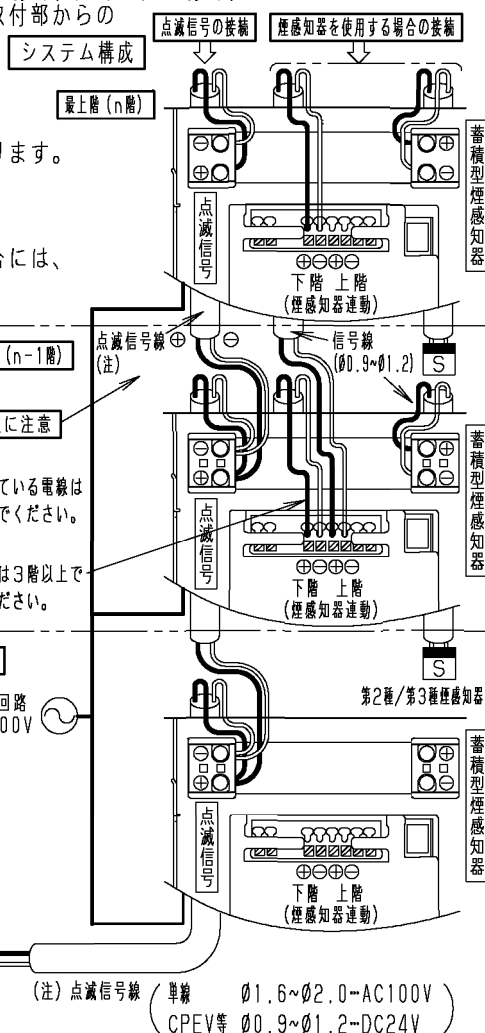 取付部からの
点滅信号の接続
煙感知器を使用する場合の接続
システム構成
最上階(n階)
ります。
点滅信号
蓄積型煙感知器
⊕⊖⊕⊖
下階 上階
(煙感知器連動)
合には、
点滅信号線 ⊕ ⊖
(注)
信号線
(Ø0.9~Ø1.2)
(n-1階)
S
に注意
ている電線は
でください。
点滅信号
蓄積型煙感知器
⊕⊖⊕⊖
下階 上階
(煙感知器連動)
は3階以上で
ださい。
S
第2種/第3種煙感知器
回路
00V
点滅信号
蓄積型煙感知器
⊕⊖⊕⊖
下階 上階
(煙感知器連動)
(注) 点滅信号線
単線 Ø1.6~Ø2.0--AC100V
CPEV等 Ø0.9~Ø1.2--DC24V